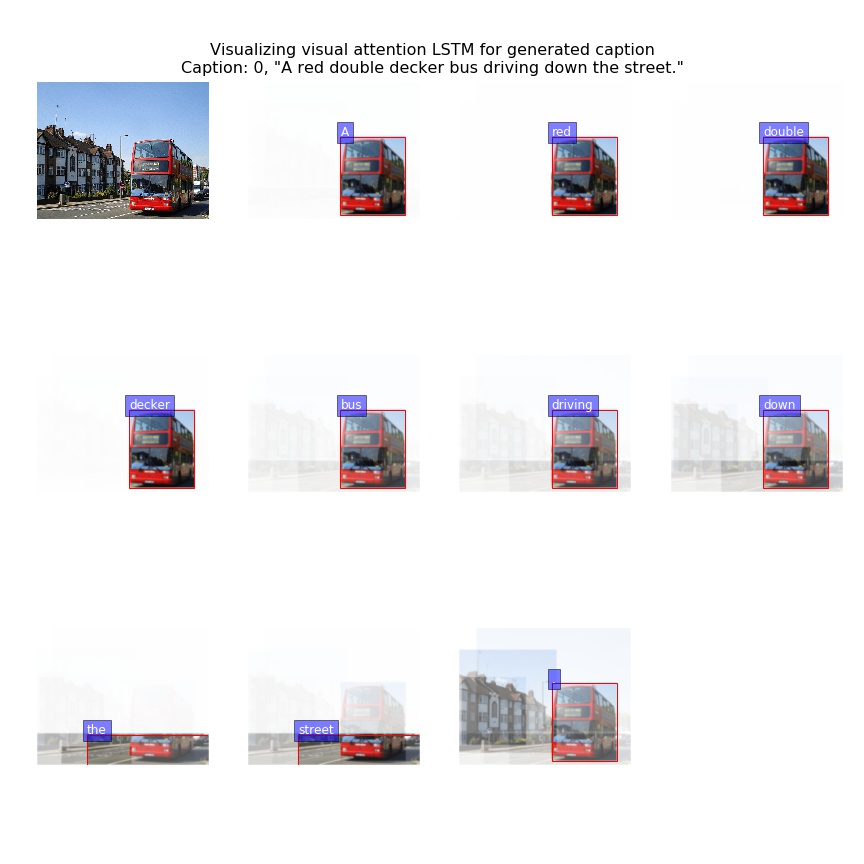 Visualizing visual attention LSTM for generated caption
Caption: 0, "A red double decker bus driving down the street."
A
red
double
decker
bus
driving
down
the
street